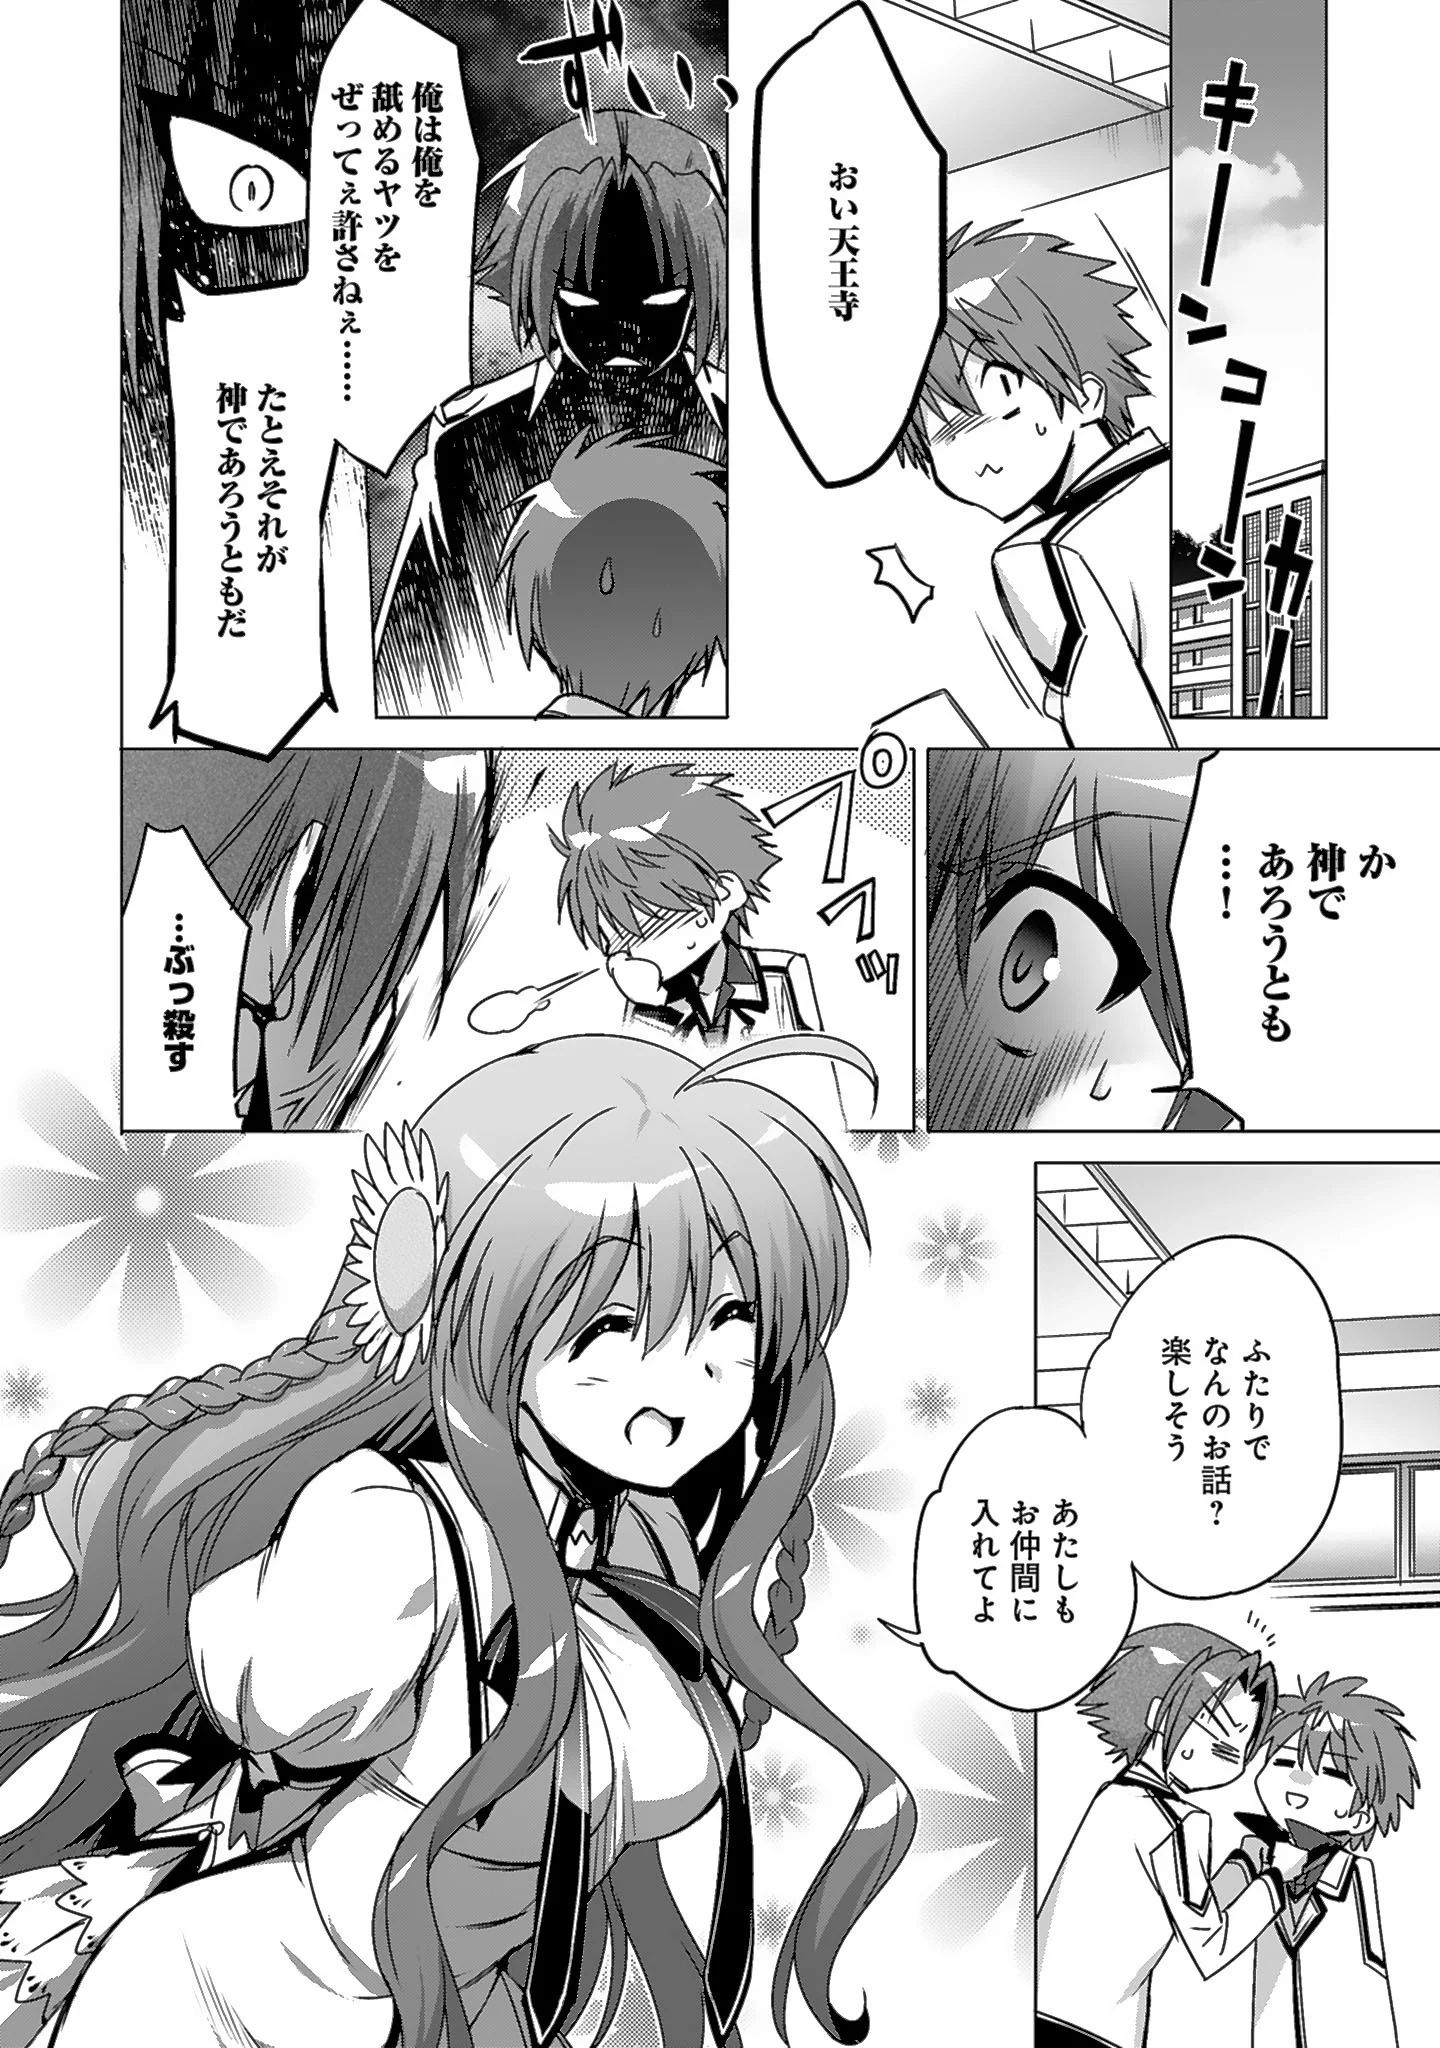 キーンコーン
カーン
おい天王寺
ずいっ
俺は俺を
舐めるヤツを
ぜってぇ許さねぇ……
たとえそれが
神であろうともだ
か
神で
あろうとも
…！
プフッ
…ぶっ殺す
ふたりで
なんのお話？
楽しそう
あたしも
お仲間に
入れてよ